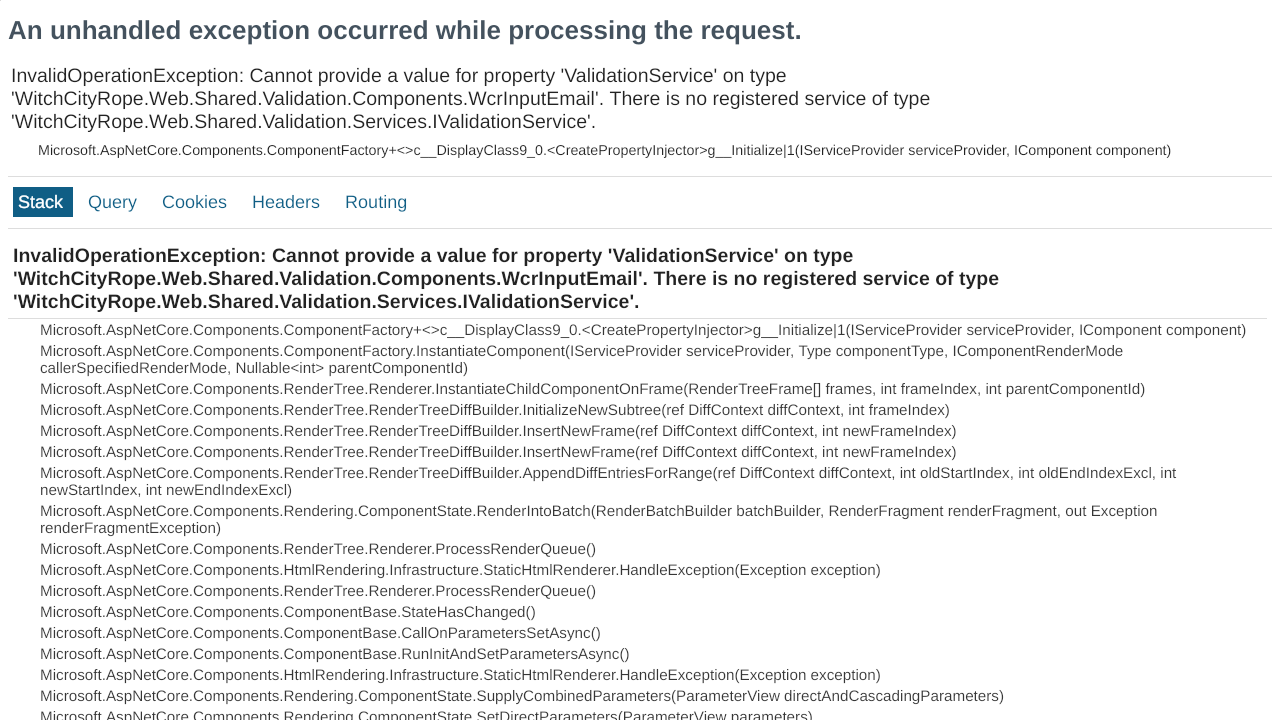 An unhandled exception occurred while processing the request.
InvalidOperationException: Cannot provide a value for property 'ValidationService' on type
'WitchCityRope.Web.Shared.Validation.Components.WcrInputEmail'. There is no registered service of type
'WitchCityRope.Web.Shared.Validation.Services.IValidationService'.
Microsoft.AspNetCore.Components.ComponentFactory+<>c__DisplayClass9_0.<CreatePropertyInjector>g__Initialize|1(IServiceProvider serviceProvider, IComponent component)
Stack Query Cookies Headers Routing
InvalidOperationException: Cannot provide a value for property 'ValidationService' on type
'WitchCityRope.Web.Shared.Validation.Components.WcrInputEmail'. There is no registered service of type
'WitchCityRope.Web.Shared.Validation.Services.IValidationService'.
Microsoft.AspNetCore.Components.ComponentFactory+<>c__DisplayClass9_0.<CreatePropertyInjector>g__Initialize|1(IServiceProvider serviceProvider, IComponent component)
Microsoft.AspNetCore.Components.ComponentFactory.InstantiateComponent(IServiceProvider serviceProvider, Type componentType, IComponentRenderMode
callerSpecifiedRenderMode, Nullable<int> parentComponentId)
Microsoft.AspNetCore.Components.RenderTree.Renderer.InstantiateChildComponentOnFrame(RenderTreeFrame[] frames, int frameIndex, int parentComponentId)
Microsoft.AspNetCore.Components.RenderTree.RenderTreeDiffBuilder.InitializeNewSubtree(ref DiffContext diffContext, int frameIndex)
Microsoft.AspNetCore.Components.RenderTree.RenderTreeDiffBuilder.InsertNewFrame(ref DiffContext diffContext, int newFrameIndex)
Microsoft.AspNetCore.Components.RenderTree.RenderTreeDiffBuilder.InsertNewFrame(ref DiffContext diffContext, int newFrameIndex)
Microsoft.AspNetCore.Components.RenderTree.RenderTreeDiffBuilder.AppendDiffEntriesForRange(ref DiffContext diffContext, int oldStartIndex, int oldEndIndexExcl, int
newStartIndex, int newEndIndexExcl)
Microsoft.AspNetCore.Components.Rendering.ComponentState.RenderIntoBatch(RenderBatchBuilder batchBuilder, RenderFragment renderFragment, out Exception
renderFragmentException)
Microsoft.AspNetCore.Components.RenderTree.Renderer.ProcessRenderQueue()
Microsoft.AspNetCore.Components.HtmlRendering.Infrastructure.StaticHtmlRenderer.HandleException(Exception exception)
Microsoft.AspNetCore.Components.RenderTree.Renderer.ProcessRenderQueue()
Microsoft.AspNetCore.Components.ComponentBase.StateHasChanged()
Microsoft.AspNetCore.Components.ComponentBase.CallOnParametersSetAsync()
Microsoft.AspNetCore.Components.ComponentBase.RunInitAndSetParametersAsync()
Microsoft.AspNetCore.Components.HtmlRendering.Infrastructure.StaticHtmlRenderer.HandleException(Exception exception)
Microsoft.AspNetCore.Components.Rendering.ComponentState.SupplyCombinedParameters(ParameterView directAndCascadingParameters)
Microsoft.AspNetCore.Components.Rendering.ComponentState.SetDirectParameters(ParameterView parameters)